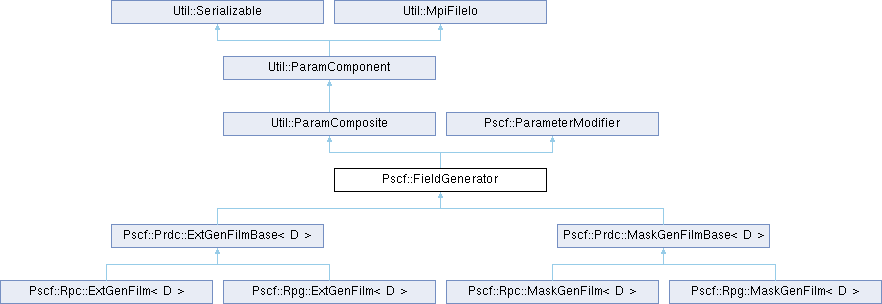 Util::Serializable
Util::MpiFileIo
Util::ParamComponent
Util::ParamComposite
Pscf::ParameterModifier
Pscf::FieldGenerator
Pscf::Prdc::ExtGenFilmBase< D >
Pscf::Prdc::MaskGenFilmBase< D >
Pscf::Rpc::ExtGenFilm< D >
Pscf::Rpg::ExtGenFilm< D >
Pscf::Rpc::MaskGenFilm< D >
Pscf::Rpg::MaskGenFilm< D >